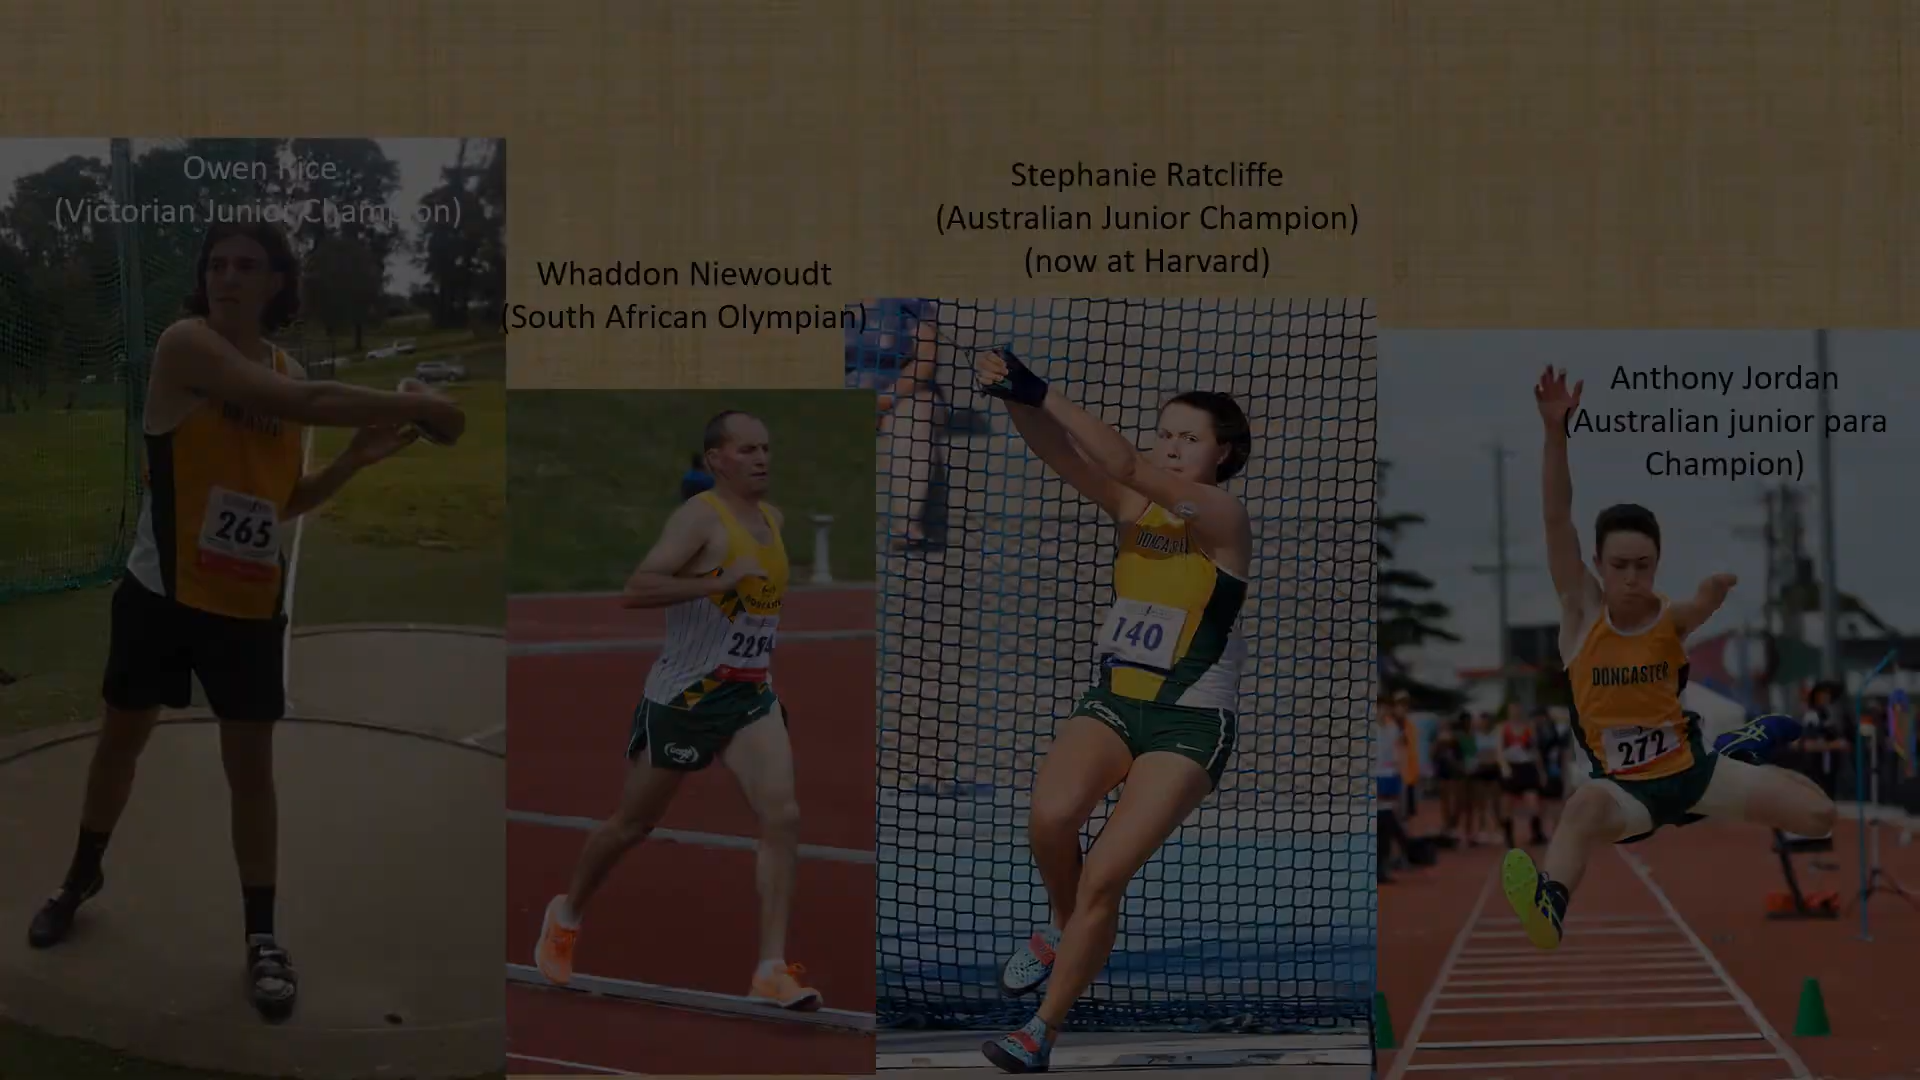 Owen Rice
(Victorian Junior Champion)
Whaddon Niewoudt
(South African Olympian)
Stephanie Ratcliffe
(Australian Junior Champion)
(now at Harvard)
Anthony Jordan
(Australian junior para
Champion)
265
140
DONCASTER
272